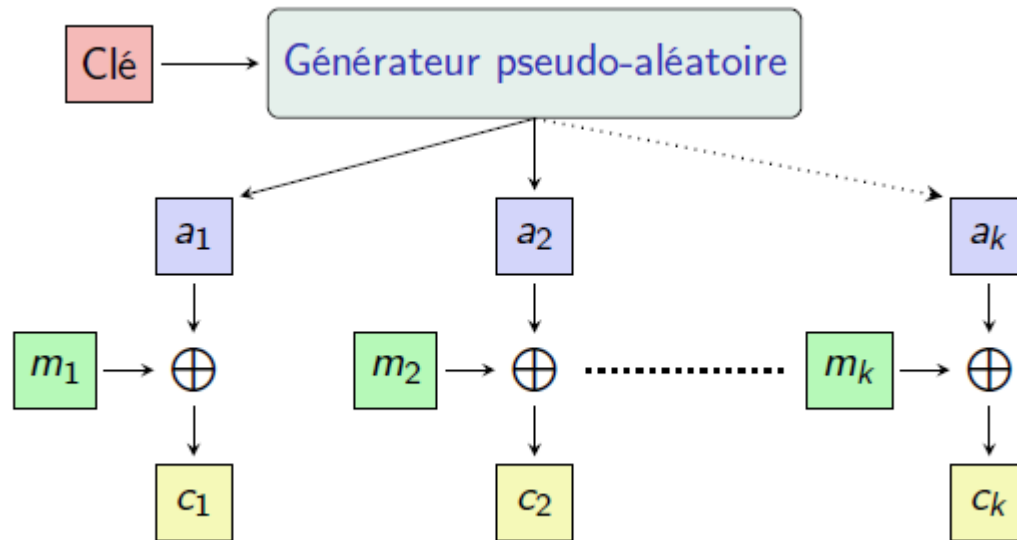 Clé
Générateur pseudo-aléatoire
a₁ a₂ aₖ
m₁ ⊕ m₂ ⊕ mₖ ⊕
c₁ c₂ cₖ